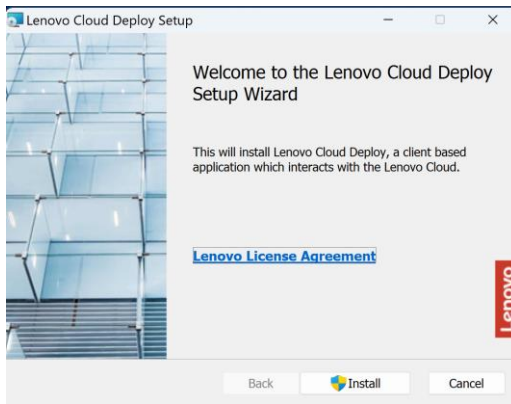 Lenovo Cloud Deploy Setup
Welcome to the Lenovo Cloud Deploy
Setup Wizard
This will install Lenovo Cloud Deploy, a client based
application which interacts with the Lenovo Cloud.
Lenovo License Agreement
Lenovo
Back
Install
Cancel